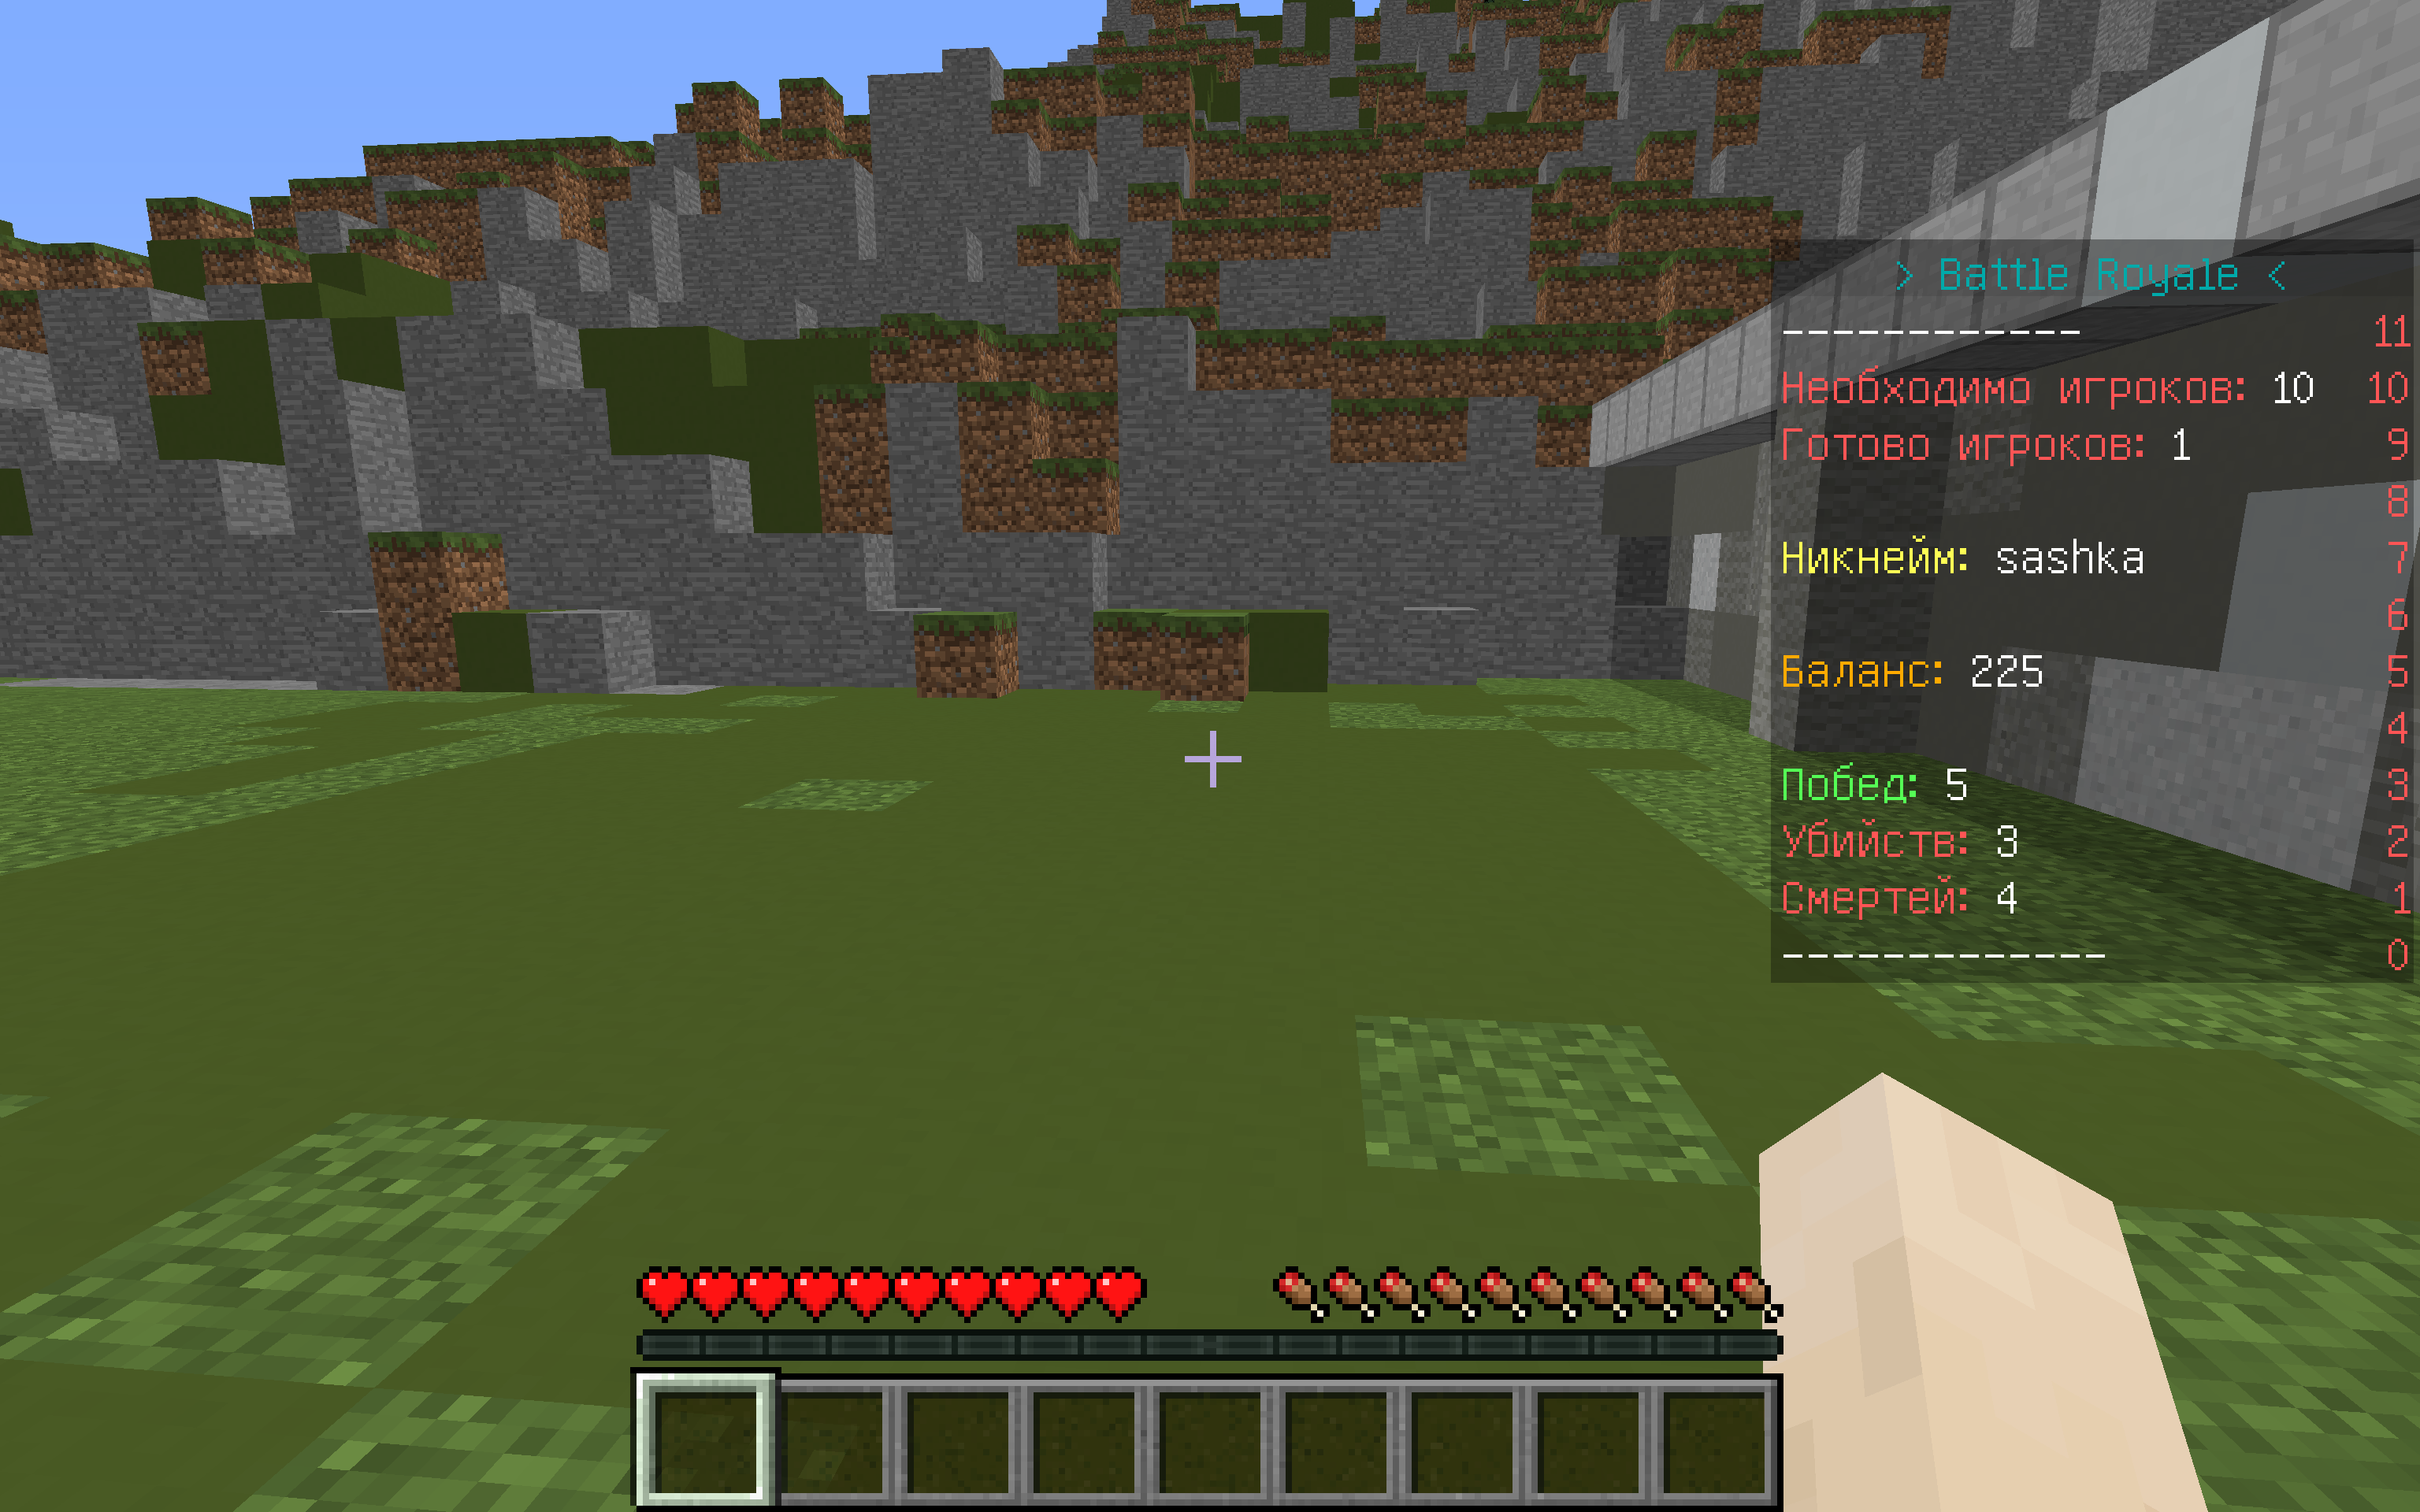 > Battle Royale <
------------ 11
Необходимо игроков: 10 10
Готово игроков: 1 9
8
Никнейм: sashka 7
6
Баланс: 225 5
4
Побед: 5 3
Убийств: 3 2
Смертей: 4 1
------------- 0